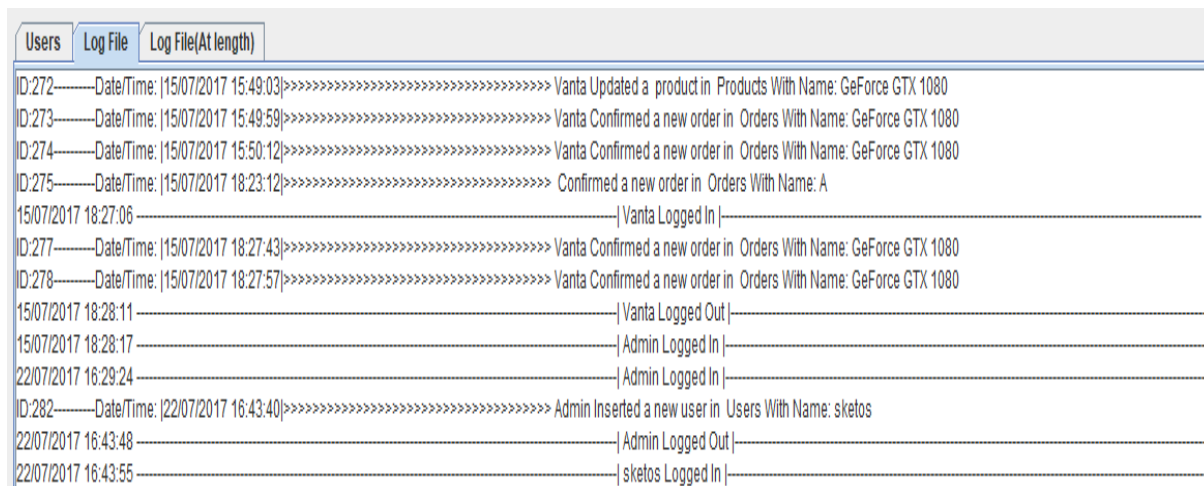 Users Log File Log File(At length)
ID:272---------Date/Time: |15/07/2017 15:49:03|>>>>>>>>>>>>>>>>>>>>>>>>>>>>>>>>>>>>> Vanta Updated a  product in  Products With Name: GeForce GTX 1080
ID:273---------Date/Time: |15/07/2017 15:49:59|>>>>>>>>>>>>>>>>>>>>>>>>>>>>>>>>>>>>> Vanta Confirmed a new order in  Orders With Name: GeForce GTX 1080
ID:274---------Date/Time: |15/07/2017 15:50:12|>>>>>>>>>>>>>>>>>>>>>>>>>>>>>>>>>>>>> Vanta Confirmed a new order in  Orders With Name: GeForce GTX 1080
ID:275---------Date/Time: |15/07/2017 18:23:12|>>>>>>>>>>>>>>>>>>>>>>>>>>>>>>>>>>>>>  Confirmed a new order in  Orders With Name: A
15/07/2017 18:27:06 ------------------------------------------------------------| Vanta Logged In |------------------------------------------------------------
ID:277---------Date/Time: |15/07/2017 18:27:43|>>>>>>>>>>>>>>>>>>>>>>>>>>>>>>>>>>>>> Vanta Confirmed a new order in  Orders With Name: GeForce GTX 1080
ID:278---------Date/Time: |15/07/2017 18:27:57|>>>>>>>>>>>>>>>>>>>>>>>>>>>>>>>>>>>>> Vanta Confirmed a new order in  Orders With Name: GeForce GTX 1080
15/07/2017 18:28:11 ------------------------------------------------------------| Vanta Logged Out |------------------------------------------------------------
15/07/2017 18:28:17 ------------------------------------------------------------| Admin Logged In |------------------------------------------------------------
22/07/2017 16:29:24 ------------------------------------------------------------| Admin Logged In |------------------------------------------------------------
ID:282---------Date/Time: |22/07/2017 16:43:40|>>>>>>>>>>>>>>>>>>>>>>>>>>>>>>>>>>>>> Admin Inserted a new user in  Users With Name: sketos
22/07/2017 16:43:48 ------------------------------------------------------------| Admin Logged Out |------------------------------------------------------------
22/07/2017 16:43:55 ------------------------------------------------------------| sketos Logged In |------------------------------------------------------------